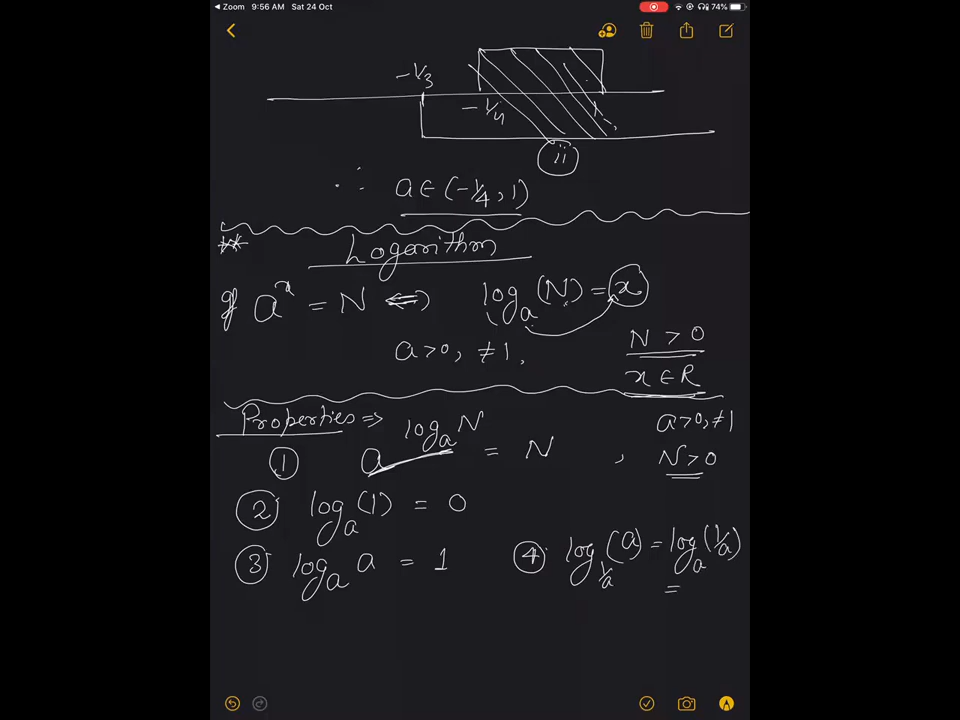 ◀ Zoom 9:56 AM Sat 24 Oct 74%
-1/3
-1/4 1
ii
∴ a ∈ (-1/4, 1)
Logarithm
If a^x = N ⇔ log_a (N) = x
a > 0, ≠ 1,
N > 0
x ∈ R
Properties ⇒
① a^(log_a N) = N , a > 0, ≠ 1
N > 0
② log_a (1) = 0
③ log_a a = 1
④ log_(1/a) (a) = log_a (1/a)
=